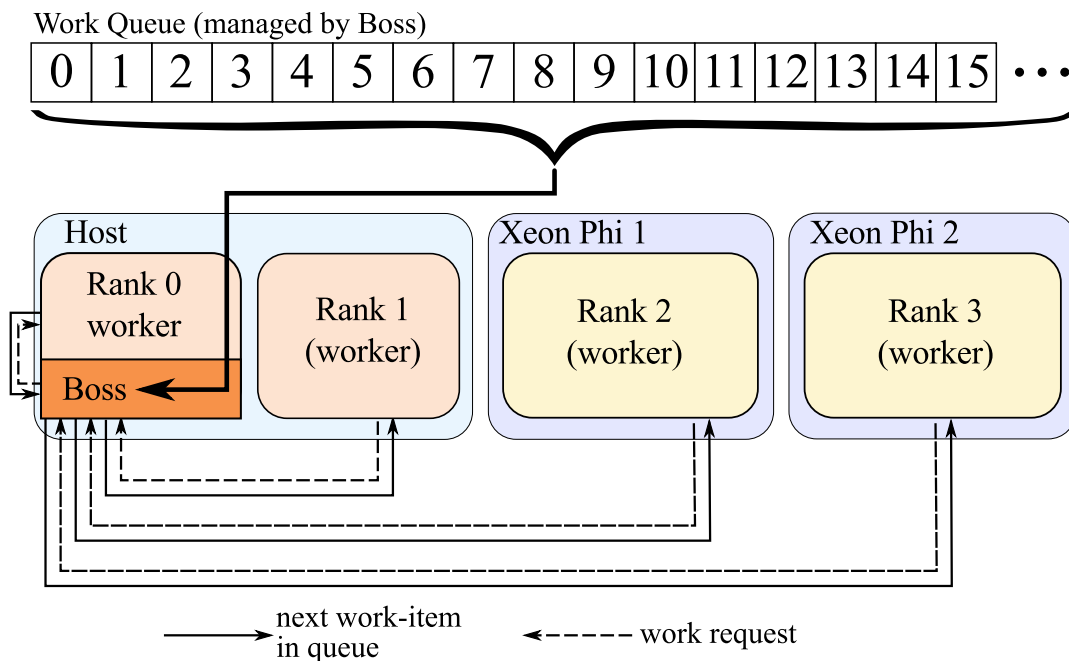 Work Queue (managed by Boss)
0 1 2 3 4 5 6 7 8 9 10 11 12 13 14 15 •••
Host
Xeon Phi 1
Xeon Phi 2
Rank 0
worker
Rank 1
(worker)
Rank 2
(worker)
Rank 3
(worker)
Boss
next work-item
in queue
work request